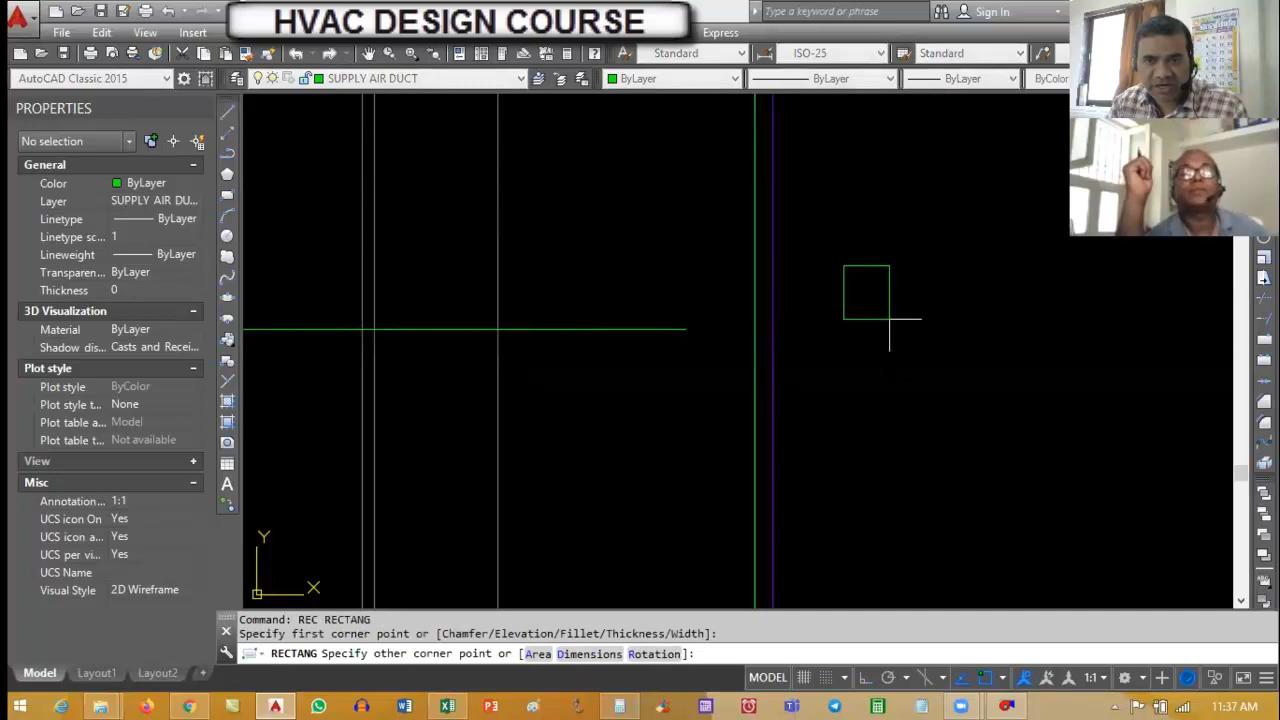 HVAC DESIGN COURSE
Type a keyword or phrase
Sign In
File
Edit
View
Insert
Express
Standard
ISO-25
Standard
AutoCAD Classic 2015
SUPPLY AIR DUCT
ByLayer
ByLayer
ByLayer
ByColor
PROPERTIES
No selection
General
Color ByLayer
Layer SUPPLY AIR DU...
Linetype ByLayer
Linetype sc... 1
Lineweight ByLayer
Transparen... ByLayer
Thickness 0
3D Visualization
Material ByLayer
Shadow dis... Casts and Recei...
Plot style
Plot style ByColor
Plot style t... None
Plot table a... Model
Plot table t... Not available
View
Misc
Annotation... 1:1
UCS icon On Yes
UCS icon a... Yes
UCS per vi... Yes
UCS Name
Visual Style 2D Wireframe
Y
X
Command: REC RECTANG
Specify first corner point or [Chamfer/Elevation/Fillet/Thickness/Width]:
RECTANG Specify other corner point or [Area Dimensions Rotation]:
Model
Layout1
Layout2
MODEL
1:1
11:37 AM